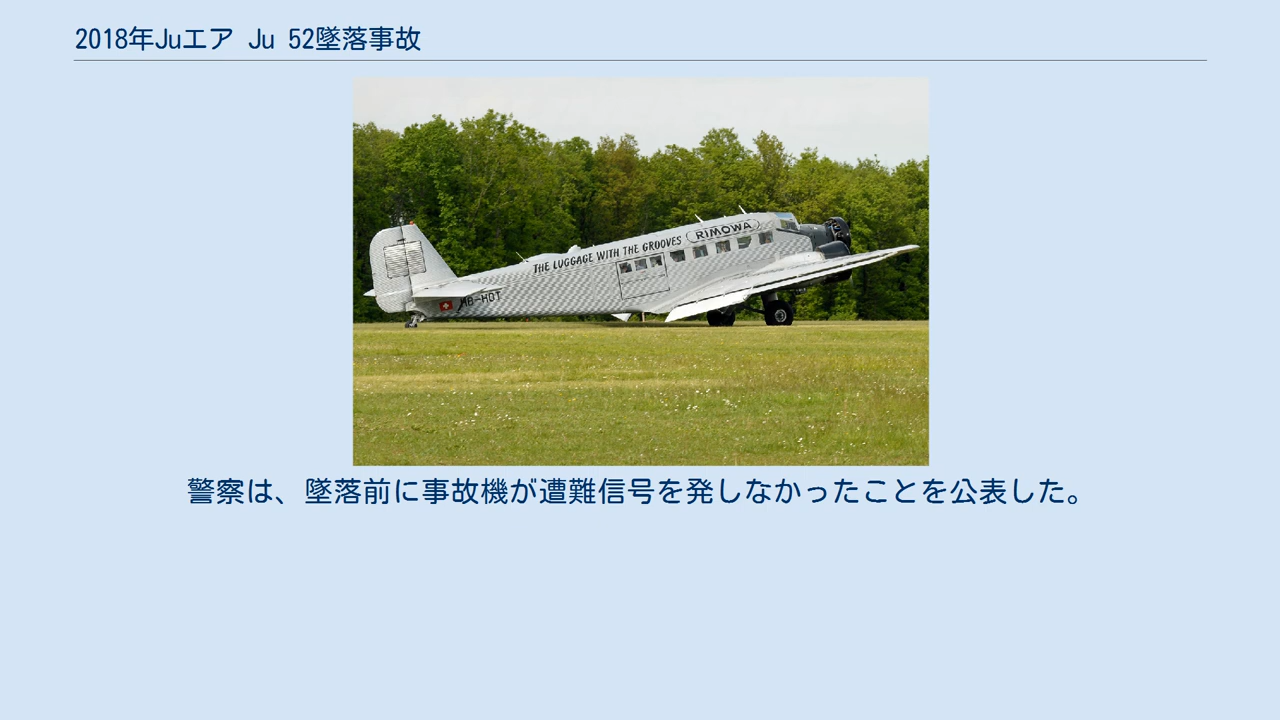 2018年Juエア Ju 52墜落事故
THE LUGGAGE WITH THE GROOVES RIMOWA
HB-HOT
警察は、墜落前に事故機が遭難信号を発しなかったことを公表した。